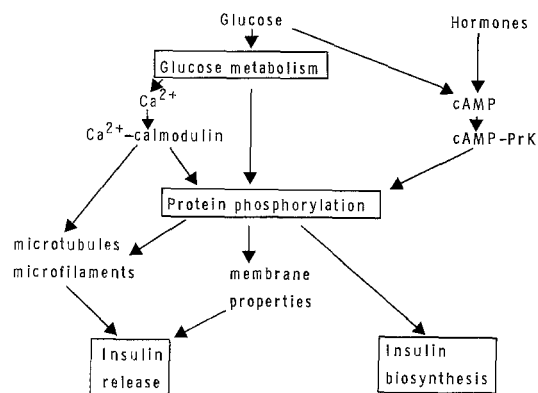 Glucose
Hormones
Glucose metabolism
Ca2+
cAMP
Ca2+-calmodulin
cAMP-PrK
Protein phosphorylation
microtubules
microfilaments
membrane
properties
Insulin
release
Insulin
biosynthesis